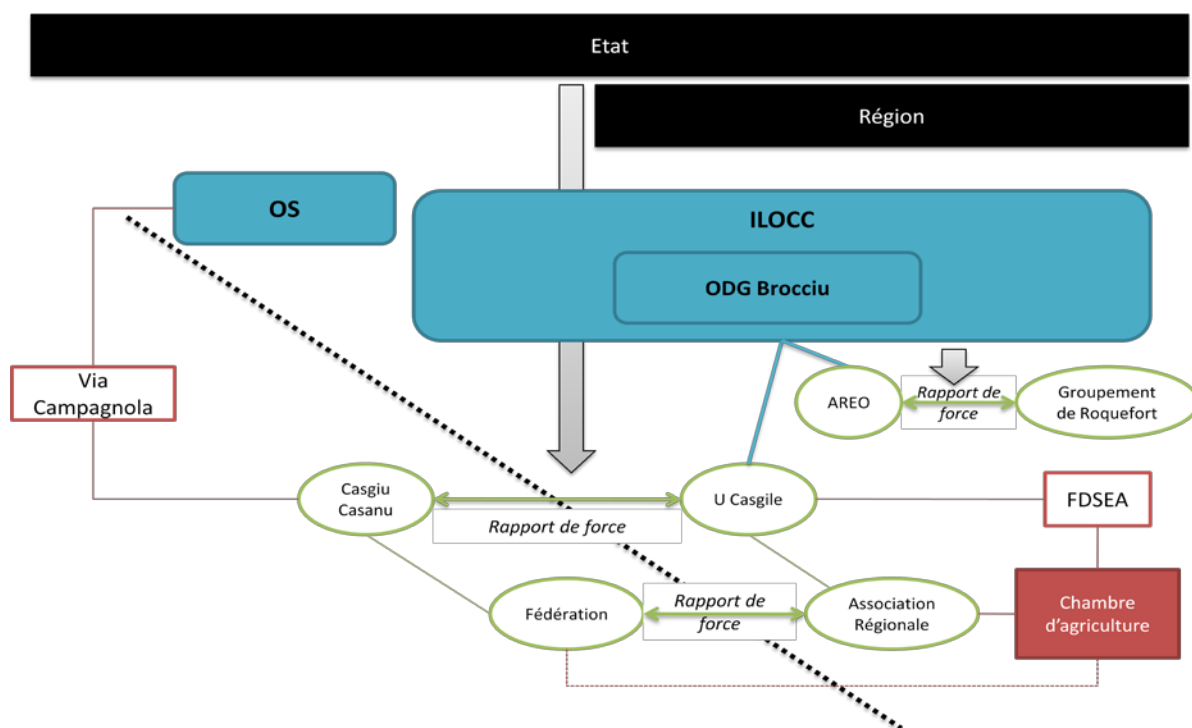 Etat
Région
OS
ILOCC
ODG Brocciu
Via
Campagnola
AREO
Rapport de
force
Groupement
de Roquefort
Casgiu
Casanu
Rapport de force
U Casgile
FDSEA
Fédération
Rapport de
force
Association
Régionale
Chambre
d’agriculture